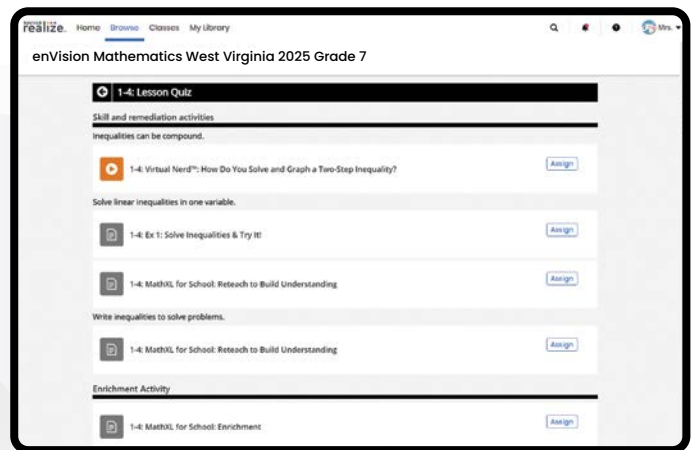 realize. Home Browse Classes My Library Mrs.
enVision Mathematics West Virginia 2025 Grade 7
1-4: Lesson Quiz
Skill and remediation activities
Inequalities can be compound.
1-4: Virtual Nerd™: How Do You Solve and Graph a Two-Step Inequality? Assign
Solve linear inequalities in one variable.
1-4: Ex 1: Solve Inequalities & Try It! Assign
1-4: MathXL for School: Reteach to Build Understanding Assign
Write inequalities to solve problems.
1-4: MathXL for School: Reteach to Build Understanding Assign
Enrichment Activity
1-4: MathXL for School: Enrichment Assign